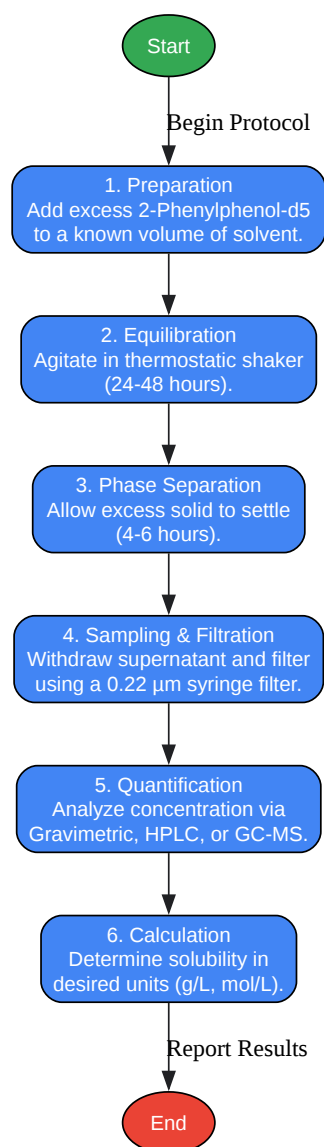 Start
Begin Protocol
1. Preparation
Add excess 2-Phenylphenol-d5
to a known volume of solvent.
2. Equilibration
Agitate in thermostatic shaker
(24-48 hours).
3. Phase Separation
Allow excess solid to settle
(4-6 hours).
4. Sampling & Filtration
Withdraw supernatant and filter
using a 0.22 µm syringe filter.
5. Quantification
Analyze concentration via
Gravimetric, HPLC, or GC-MS.
6. Calculation
Determine solubility in
desired units (g/L, mol/L).
Report Results
End